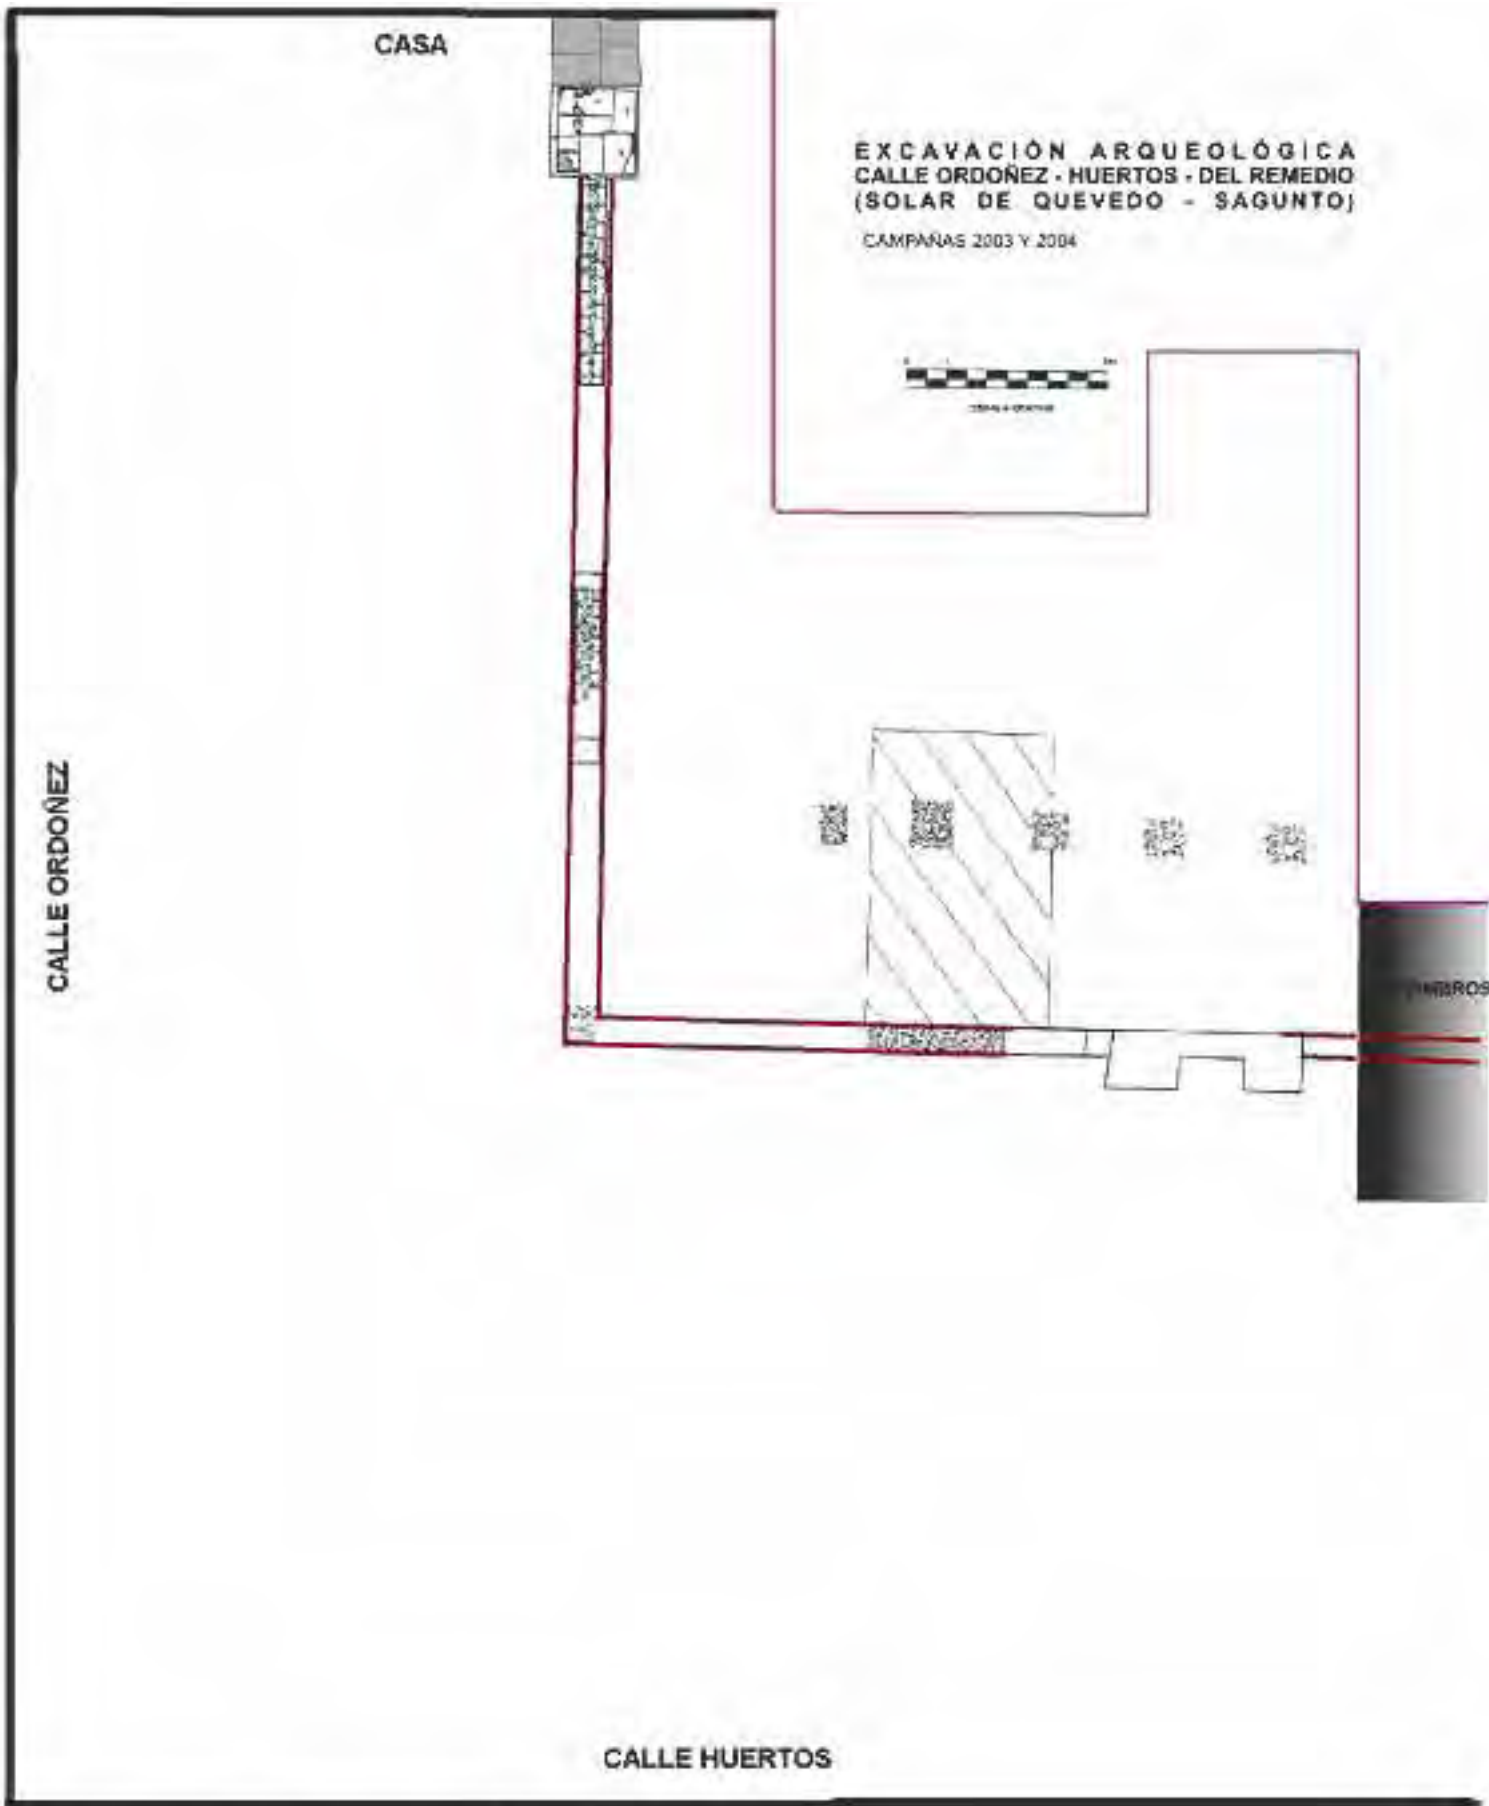 CASA
EXCAVACIÓN ARQUEOLÓGICA
CALLE ORDOÑEZ - HUERTOS - DEL REMEDIO
(SOLAR DE QUEVEDO - SAGUNTO)
CAMPAÑAS 2003 Y 2004
CALLE ORDOÑEZ
CALLE HUERTOS